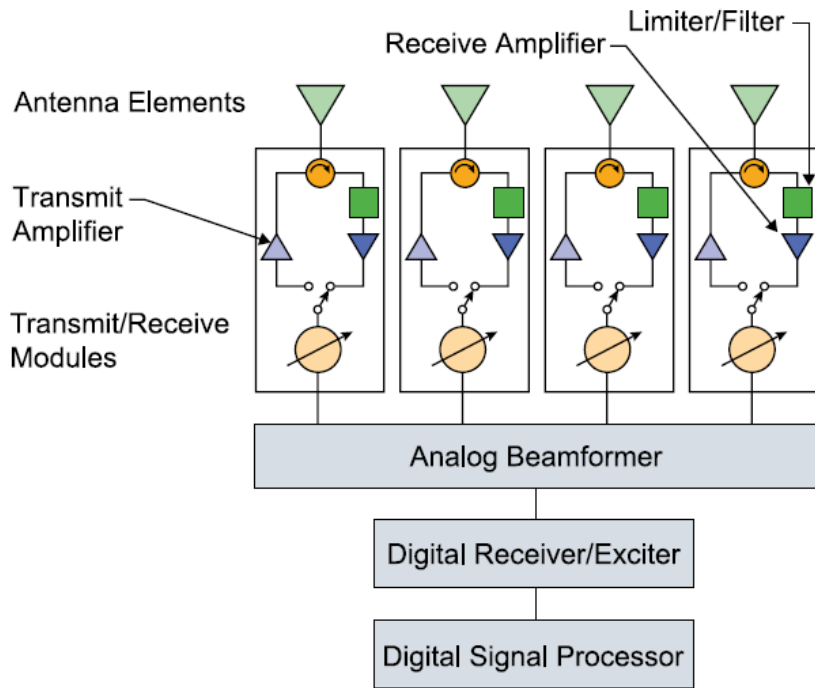 Limiter/Filter
Receive Amplifier
Antenna Elements
Transmit
Amplifier
Transmit/Receive
Modules
Analog Beamformer
Digital Receiver/Exciter
Digital Signal Processor